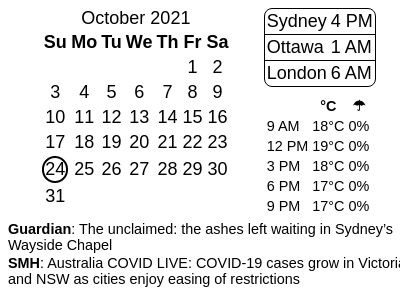 October 2021
Su Mo Tu We Th Fr Sa
1 2
3 4 5 6 7 8 9
10 11 12 13 14 15 16
17 18 19 20 21 22 23
24 25 26 27 28 29 30
31
Sydney 4 PM
Ottawa 1 AM
London 6 AM
°C ☂
9 AM 18°C 0%
12 PM 19°C 0%
3 PM 18°C 0%
6 PM 17°C 0%
9 PM 17°C 0%
Guardian: The unclaimed: the ashes left waiting in Sydney’s
Wayside Chapel
SMH: Australia COVID LIVE: COVID-19 cases grow in Victoria
and NSW as cities enjoy easing of restrictions